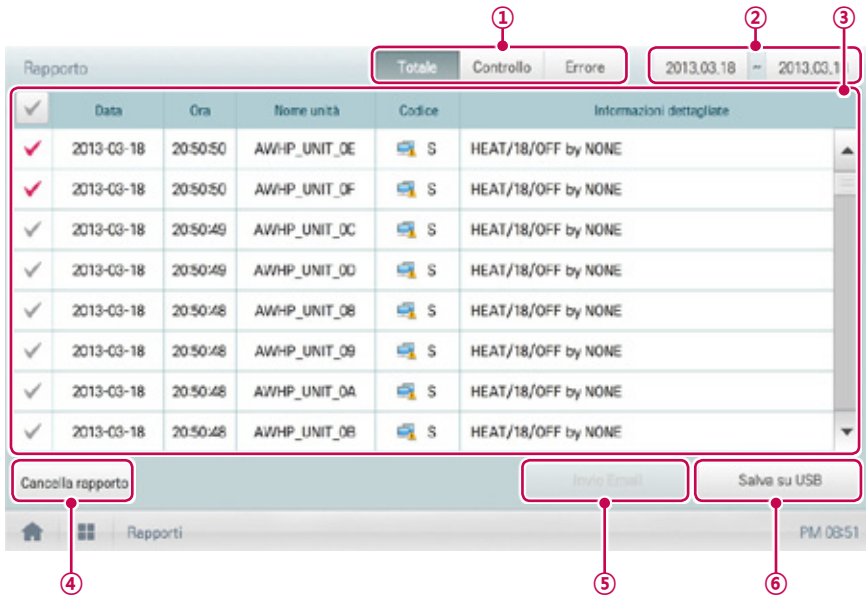 ① ② ③
Rapporto Totale Controllo Errore 2013.03.18 ~ 2013.03.1
Data Ora Nome unità Codice Informazioni dettagliate
2013-03-18 20:50:50 AWHP_UNIT_0E S HEAT/18/OFF by NONE
2013-03-18 20:50:50 AWHP_UNIT_0F S HEAT/18/OFF by NONE
2013-03-18 20:50:49 AWHP_UNIT_0C S HEAT/18/OFF by NONE
2013-03-18 20:50:49 AWHP_UNIT_0D S HEAT/18/OFF by NONE
2013-03-18 20:50:48 AWHP_UNIT_08 S HEAT/18/OFF by NONE
2013-03-18 20:50:48 AWHP_UNIT_09 S HEAT/18/OFF by NONE
2013-03-18 20:50:48 AWHP_UNIT_0A S HEAT/18/OFF by NONE
2013-03-18 20:50:48 AWHP_UNIT_0B S HEAT/18/OFF by NONE
Cancella rapporto Invio Email Salva su USB
Rapporti PM 08:51
④ ⑤ ⑥